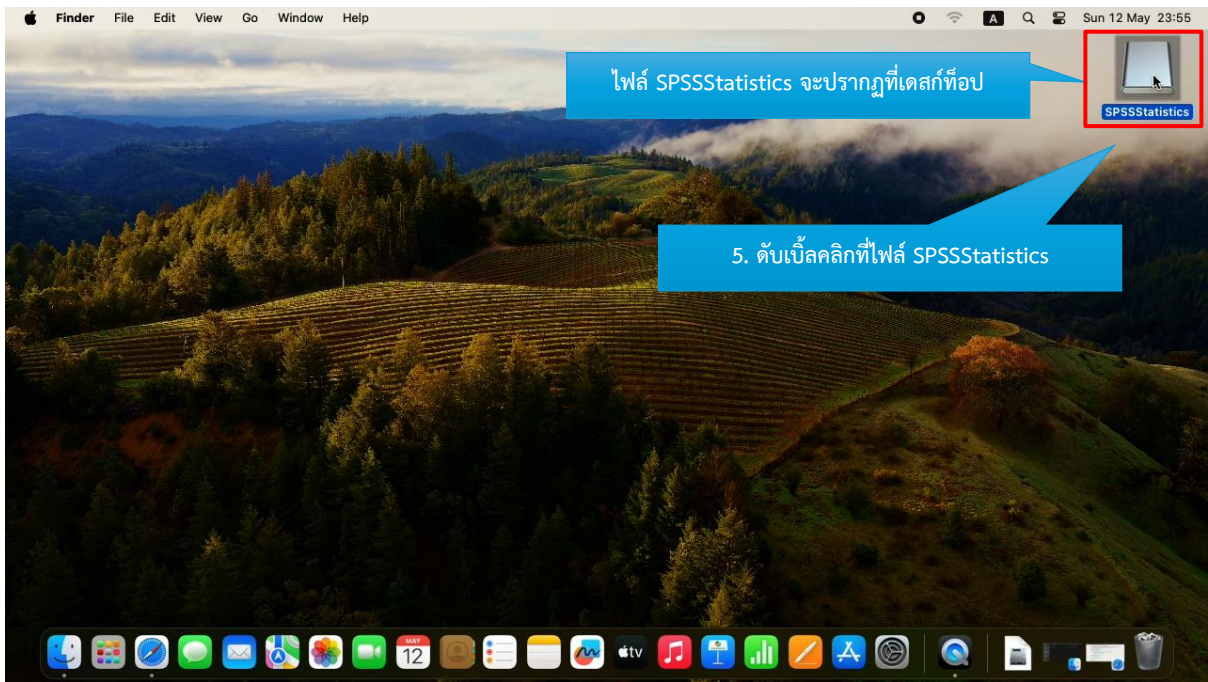 Finder File Edit View Go Window Help A Sun 12 May 23:55
ไฟล์ SPSSStatistics จะปรากฏที่เดสก์ท็อป
SPSSStatistics
5. ดับเบิ้ลคลิกที่ไฟล์ SPSSStatistics
MAY
12
tv